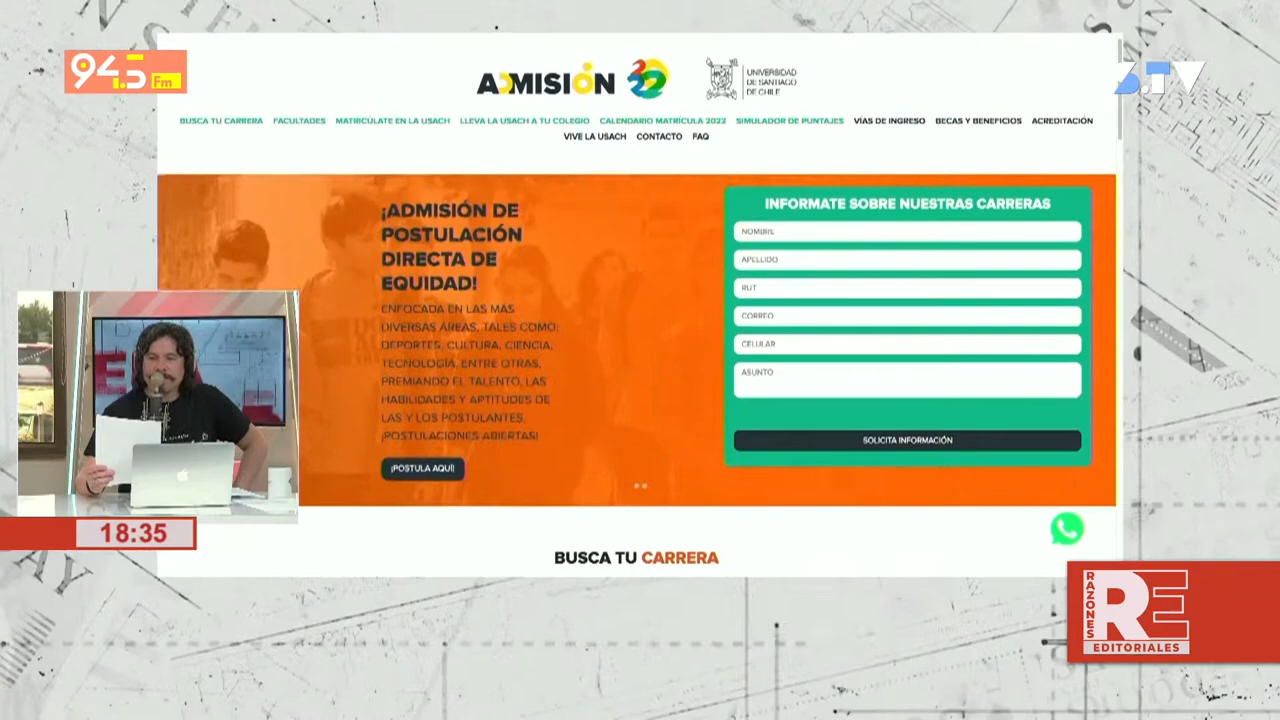 94.5 Fm
S.TV
ADMISIÓN 2022
UNIVERSIDAD
DE SANTIAGO
DE CHILE
BUSCA TU CARRERA FACULTADES MATRICÚLATE EN LA USACH LLEVA LA USACH A TU COLEGIO CALENDARIO MATRÍCULA 2022 SIMULADOR DE PUNTAJES VÍAS DE INGRESO BECAS Y BENEFICIOS ACREDITACIÓN
VIVE LA USACH CONTACTO FAQ
¡ADMISIÓN DE
POSTULACIÓN
DIRECTA DE
EQUIDAD!
ENFOCADA EN LAS MÁS
DIVERSAS ÁREAS, TALES COMO:
DEPORTES, CULTURA, CIENCIA,
TECNOLOGÍA, ENTRE OTRAS,
PREMIANDO EL TALENTO, LAS
HABILIDADES Y APTITUDES DE
LAS Y LOS POSTULANTES.
¡POSTULACIONES ABIERTAS!
¡POSTULA AQUÍ!
INFORMATE SOBRE NUESTRAS CARRERAS
NOMBRE
APELLIDO
RUT
CORREO
CELULAR
ASUNTO
SOLICITA INFORMACIÓN
18:35
BUSCA TU CARRERA
RAZONES
RE
EDITORIALES